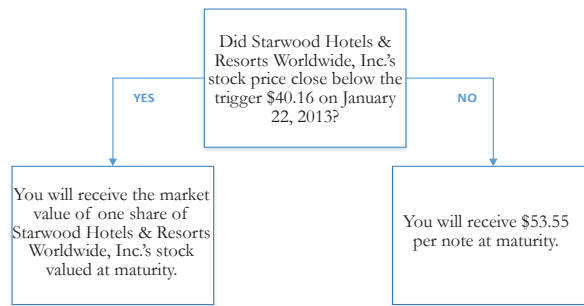 Did Starwood Hotels &
Resorts Worldwide, Inc.'s
stock price close below the
trigger $40.16 on January
22, 2013?
YES
NO
You will receive the market
value of one share of
Starwood Hotels & Resorts
Worldwide, Inc.'s stock
valued at maturity.
You will receive $53.55
per note at maturity.